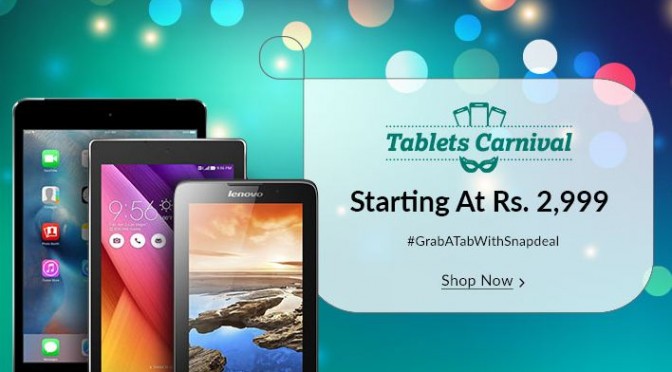 Tablets Carnival
Starting At Rs. 2,999
#GrabATabWithSnapdeal
Shop Now >
lenovo
9:56